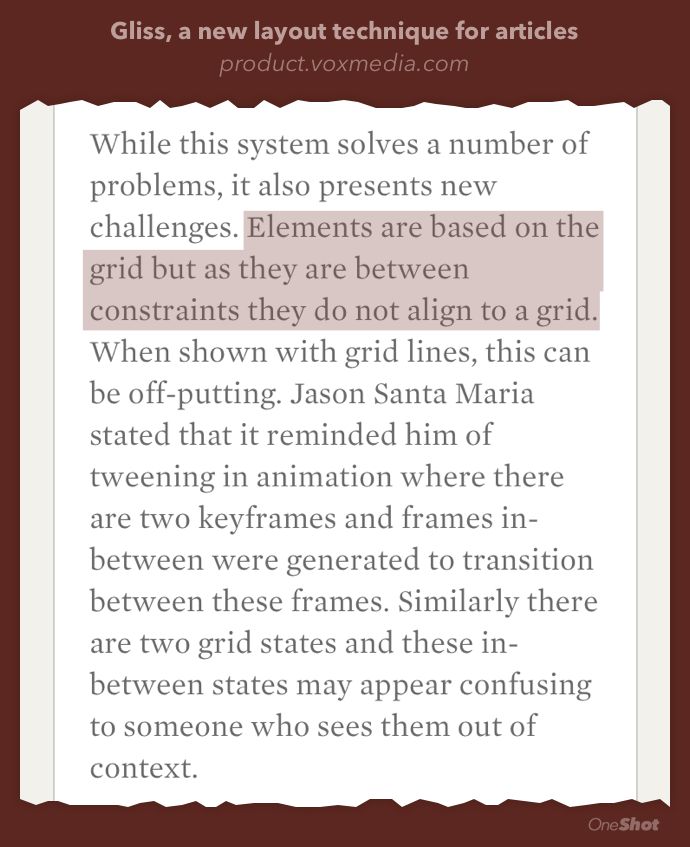 Gliss, a new layout technique for articles
product.voxmedia.com
While this system solves a number of
problems, it also presents new
challenges. Elements are based on the
grid but as they are between
constraints they do not align to a grid.
When shown with grid lines, this can
be off-putting. Jason Santa Maria
stated that it reminded him of
tweening in animation where there
are two keyframes and frames in-
between were generated to transition
between these frames. Similarly there
are two grid states and these in-
between states may appear confusing
to someone who sees them out of
context.
OneShot